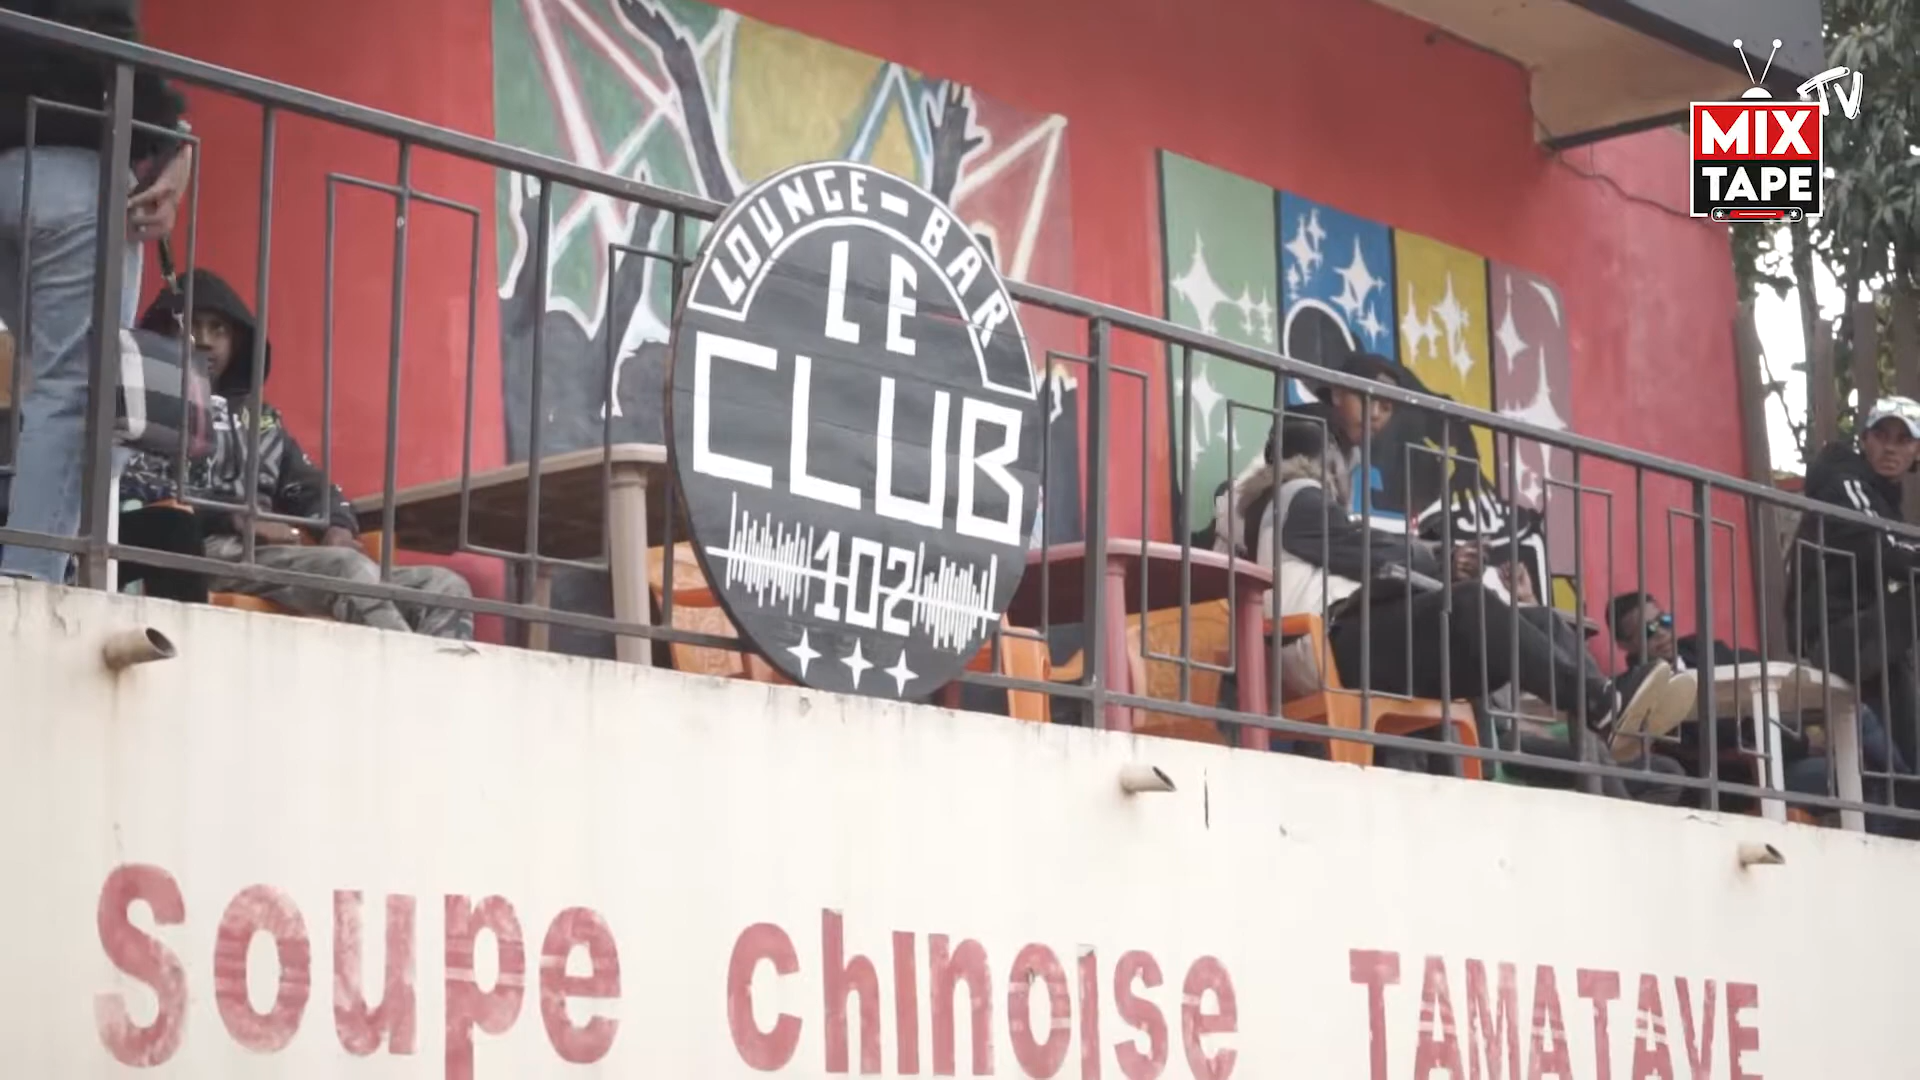 TV
MIX
TAPE
LOUNGE-BAR
LE
CLUB
102
Soupe chinoise TAMATAVE